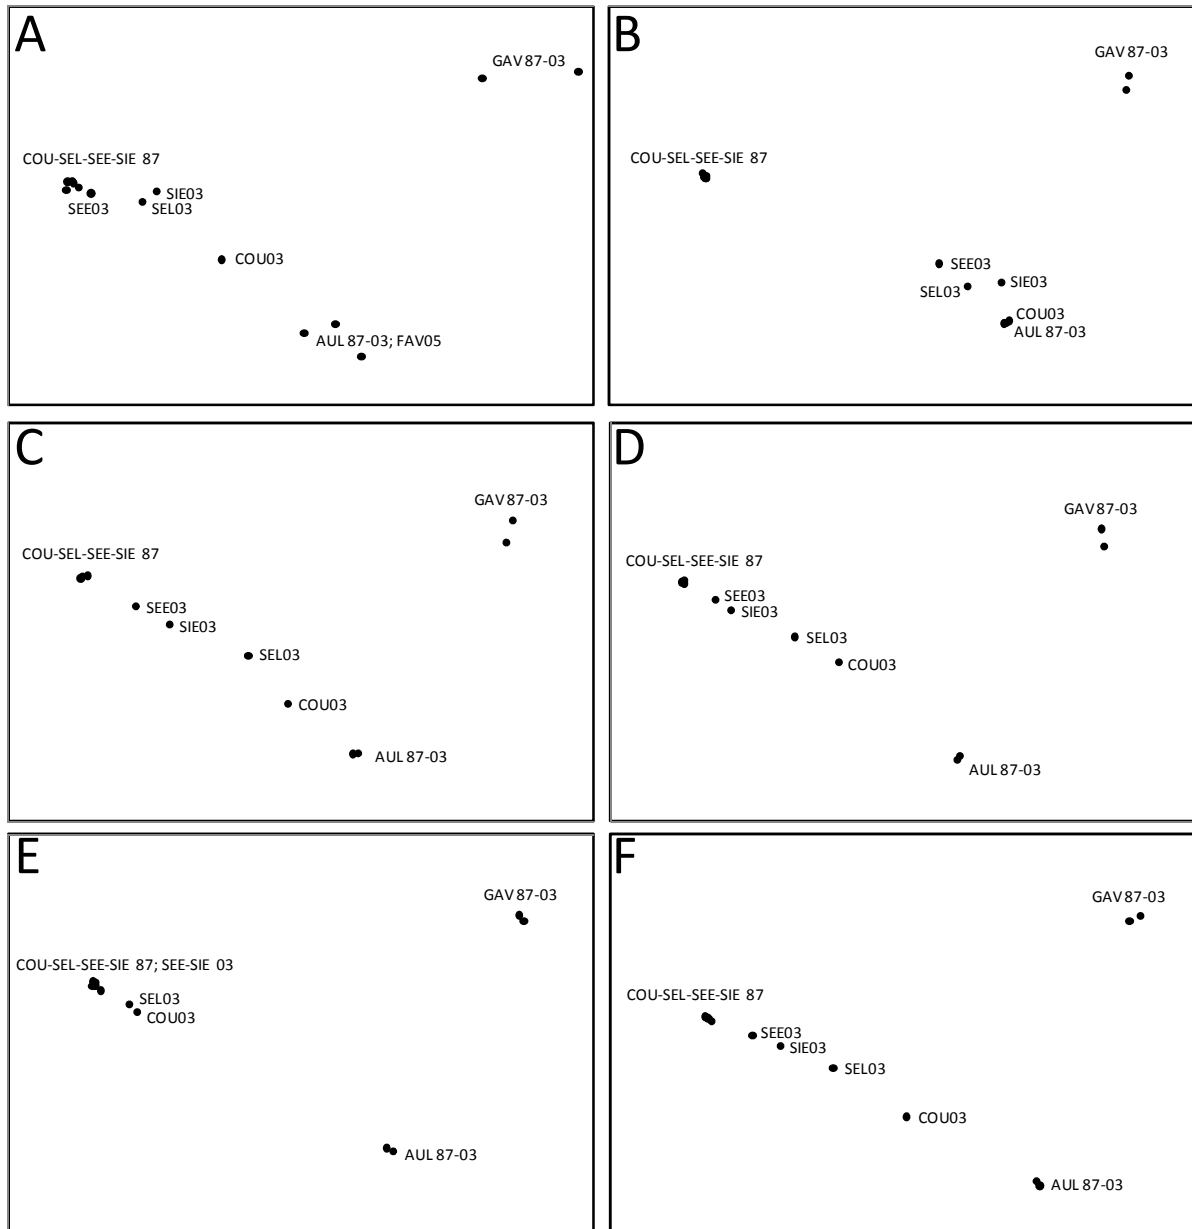 A
GAV 87-03
COU-SEL-SEE-SIE 87
SIE03
SEE03
SEL03
COU03
AUL 87-03; FAV05
B
GAV 87-03
COU-SEL-SEE-SIE 87
SEE03
SIE03
SEL03
COU03
AUL 87-03
C
GAV 87-03
COU-SEL-SEE-SIE 87
SEE03
SIE03
SEL03
COU03
AUL 87-03
D
GAV 87-03
COU-SEL-SEE-SIE 87
SEE03
SIE03
SEL03
COU03
AUL 87-03
E
GAV 87-03
COU-SEL-SEE-SIE 87; SEE-SIE 03
SEL03
COU03
AUL 87-03
F
GAV 87-03
COU-SEL-SEE-SIE 87
SEE03
SIE03
SEL03
COU03
AUL 87-03